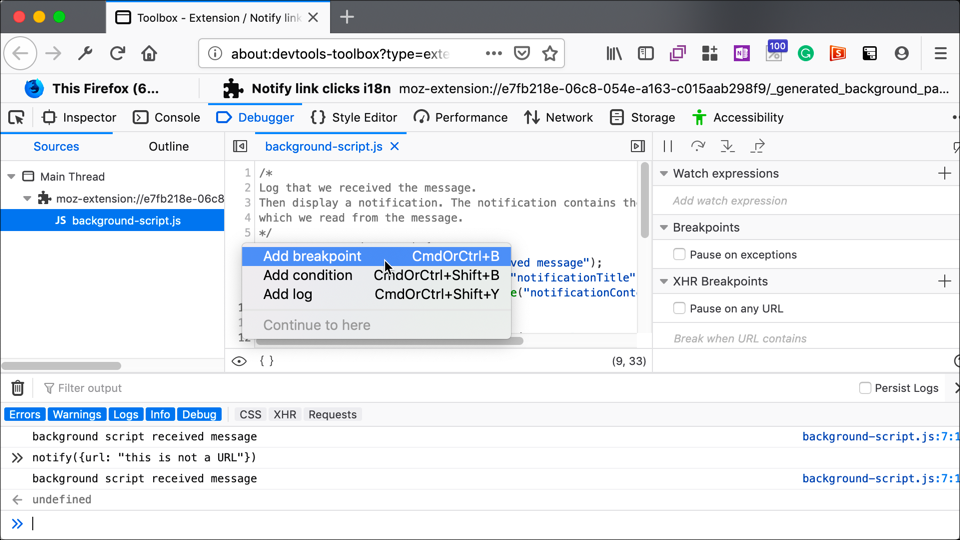 Toolbox - Extension / Notify link
about:devtools-toolbox?type=exte
100
This Firefox (6...
Notify link clicks i18n
moz-extension://e7fb218e-06c8-054e-a163-c015aab298f9/_generated_background_pa...
Inspector
Console
Debugger
Style Editor
Performance
Network
Storage
Accessibility
Sources
Outline
Main Thread
moz-extension://e7fb218e-06c8
JS background-script.js
background-script.js
1 /*
2 Log that we received the message.
3 Then display a notification. The notification contains the
4 which we read from the message.
5 */
ved message");
"notificationTitle"
e("notificationConte
12
Add breakpoint CmdOrCtrl+B
Add condition CmdOrCtrl+Shift+B
Add log CmdOrCtrl+Shift+Y
Continue to here
{ }
(9, 33)
Watch expressions
Add watch expression
Breakpoints
Pause on exceptions
XHR Breakpoints
Pause on any URL
Break when URL contains
Filter output
Persist Logs
Errors Warnings Logs Info Debug CSS XHR Requests
background script received message background-script.js:7:1
notify({url: "this is not a URL"})
background script received message background-script.js:7:1
undefined